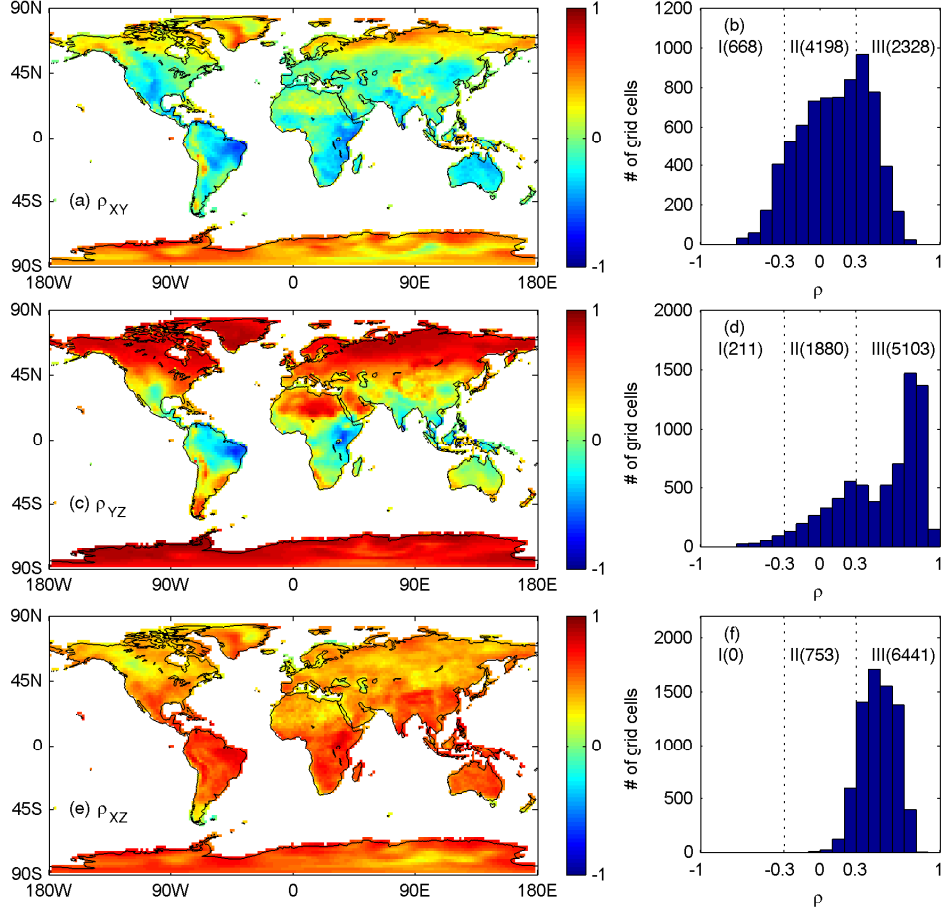 90N
45N
0
45S
90S
(a) ρXY
180W 90W 0 90E 180E
1
0
-1
1200
1000
800
600
400
200
0
# of grid cells
(b)
I(668) II(4198) III(2328)
-1 -0.3 0 0.3 1
ρ
90N
45N
0
45S
90S
(c) ρYZ
180W 90W 0 90E 180E
1
0
-1
2000
1500
1000
500
0
# of grid cells
(d)
I(211) II(1880) III(5103)
-1 -0.3 0 0.3 1
ρ
90N
45N
0
45S
90S
(e) ρXZ
180W 90W 0 90E 180E
1
0
-1
2000
1500
1000
500
0
# of grid cells
(f)
I(0) II(753) III(6441)
-1 -0.3 0 0.3 1
ρ